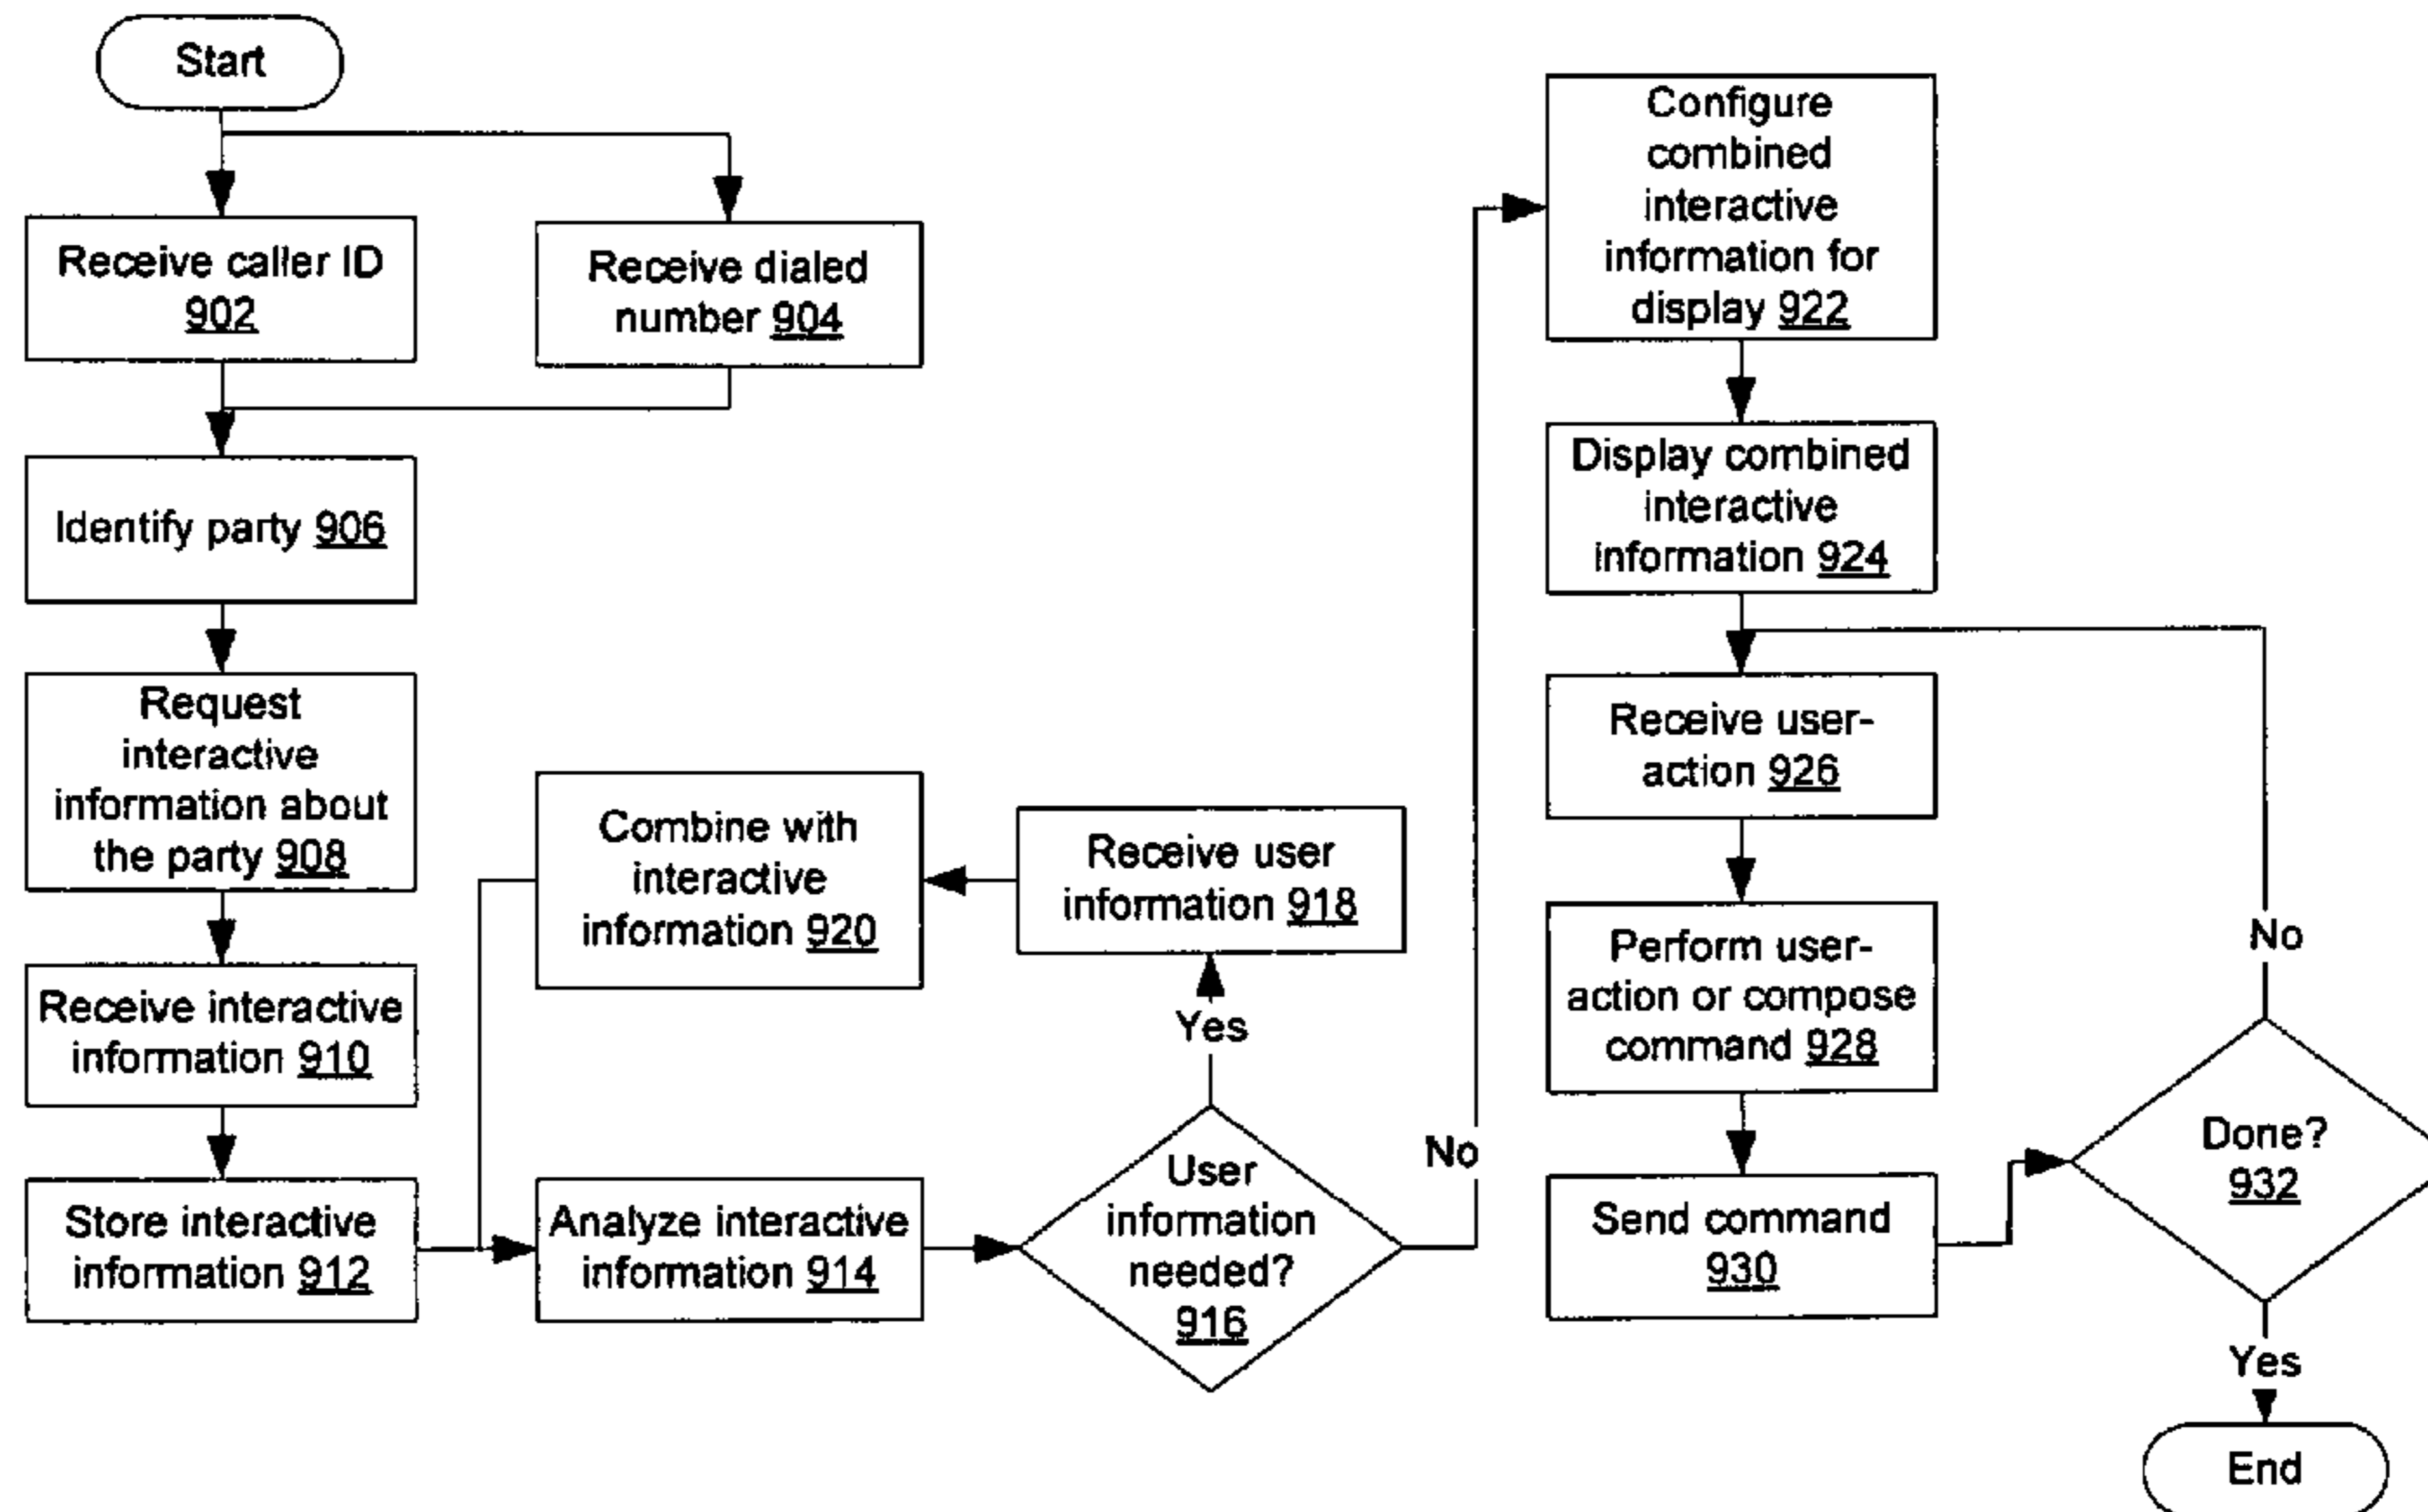 Start
Receive caller ID
902
Receive dialed
number 904
Identify party 906
Request
interactive
information about
the party 908
Receive interactive
information 910
Store interactive
information 912
Combine with
interactive
information 920
Receive user
information 918
Yes
Analyze interactive
information 914
User
information
needed?
916
No
Configure
combined
interactive
information for
display 922
Display combined
interactive
information 924
Receive user-
action 926
Perform user-
action or compose
command 928
Send command
930
No
Done?
932
Yes
End